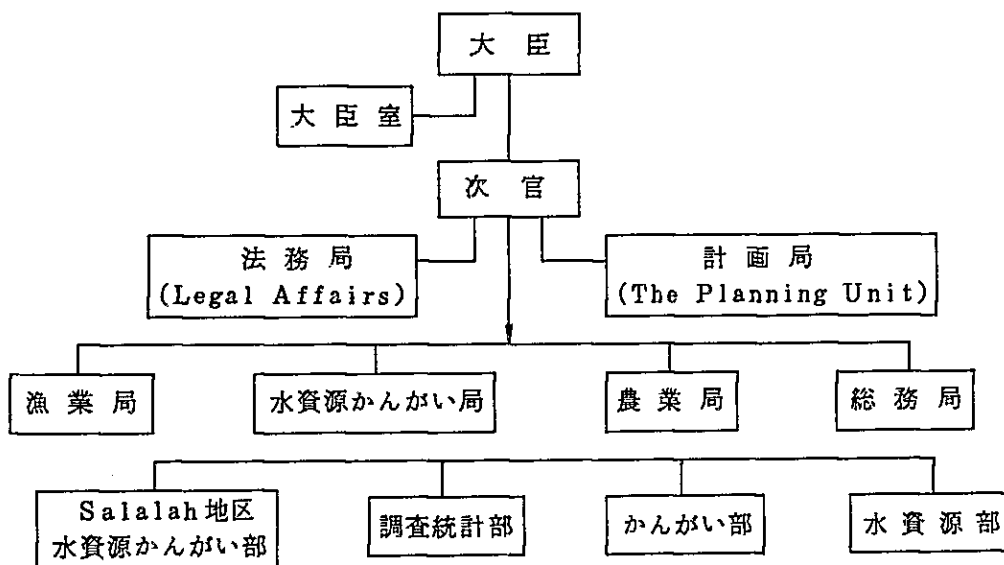 大臣
大臣室
次官
法務局
(Legal Affairs)
計画局
(The Planning Unit)
漁業局
水資源かんがい局
農業局
総務局
Salalah地区
水資源かんがい部
調査統計部
かんがい部
水資源部